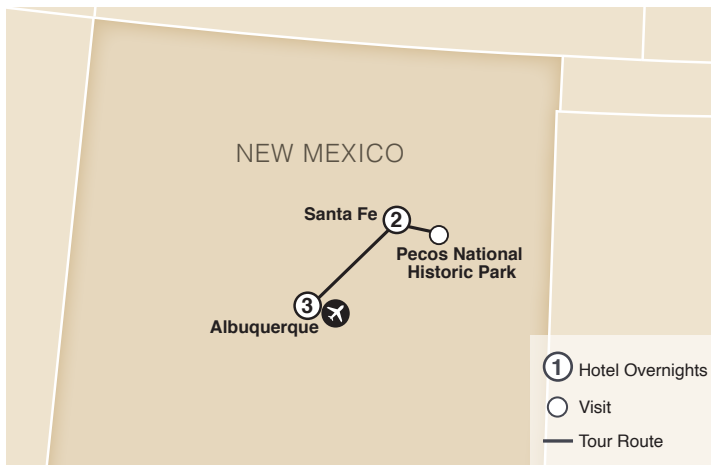 NEW MEXICO
Santa Fe
2
Pecos National
Historic Park
3
Albuquerque
1 Hotel Overnights
Visit
Tour Route